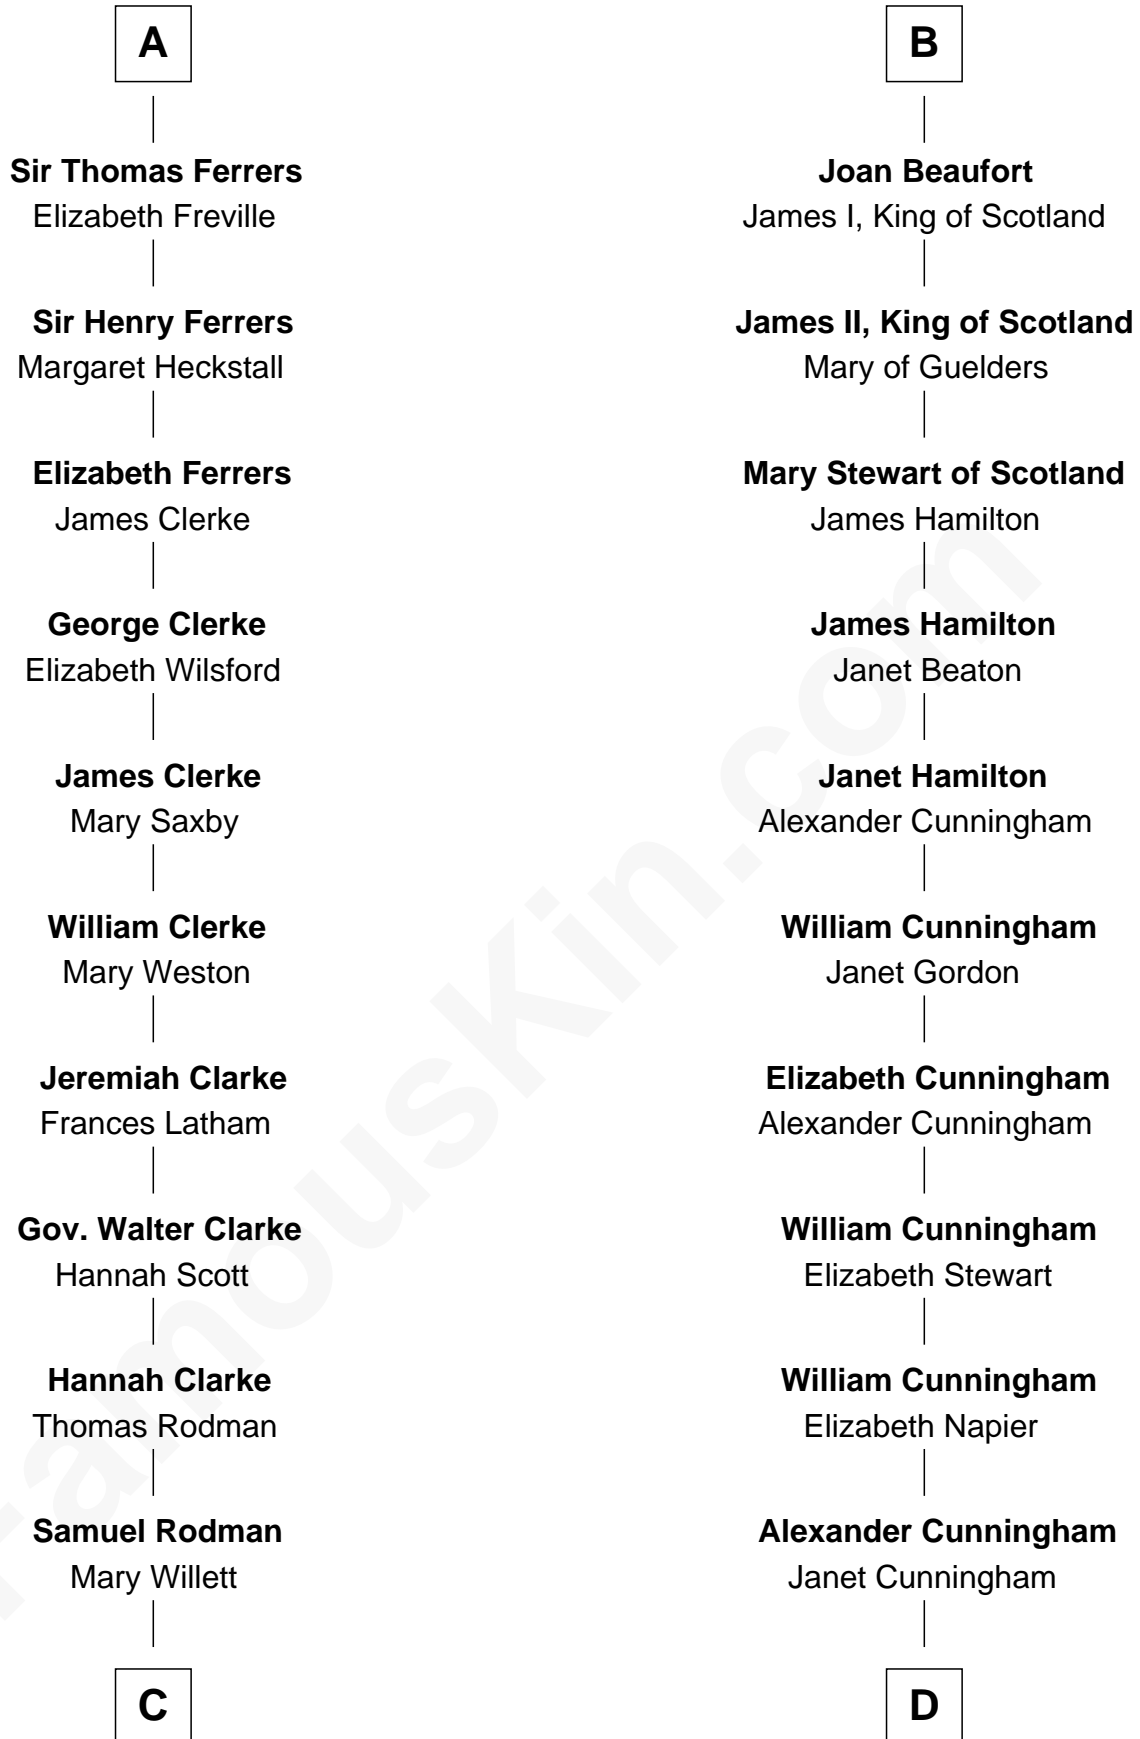 A
Sir Thomas Ferrers
Elizabeth Freville
Sir Henry Ferrers
Margaret Heckstall
Elizabeth Ferrers
James Clerke
George Clerke
Elizabeth Wilsford
James Clerke
Mary Saxby
William Clerke
Mary Weston
Jeremiah Clarke
Frances Latham
Gov. Walter Clarke
Hannah Scott
Hannah Clarke
Thomas Rodman
Samuel Rodman
Mary Willett
C
B
Joan Beaufort
James I, King of Scotland
James II, King of Scotland
Mary of Guelders
Mary Stewart of Scotland
James Hamilton
James Hamilton
Janet Beaton
Janet Hamilton
Alexander Cunningham
William Cunningham
Janet Gordon
Elizabeth Cunningham
Alexander Cunningham
William Cunningham
Elizabeth Stewart
William Cunningham
Elizabeth Napier
Alexander Cunningham
Janet Cunningham
D
FamousKin.com